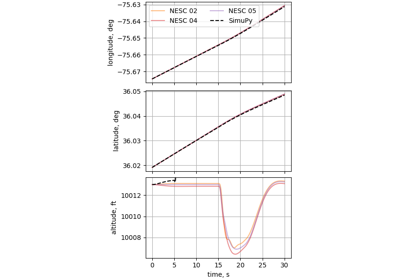 NESC 02
NESC 04
NESC 05
SimuPy
longitude, deg
−75.63
−75.64
−75.65
−75.66
−75.67
latitude, deg
36.05
36.04
36.03
36.02
altitude, ft
10012
10010
10008
0 5 10 15 20 25 30
time, s